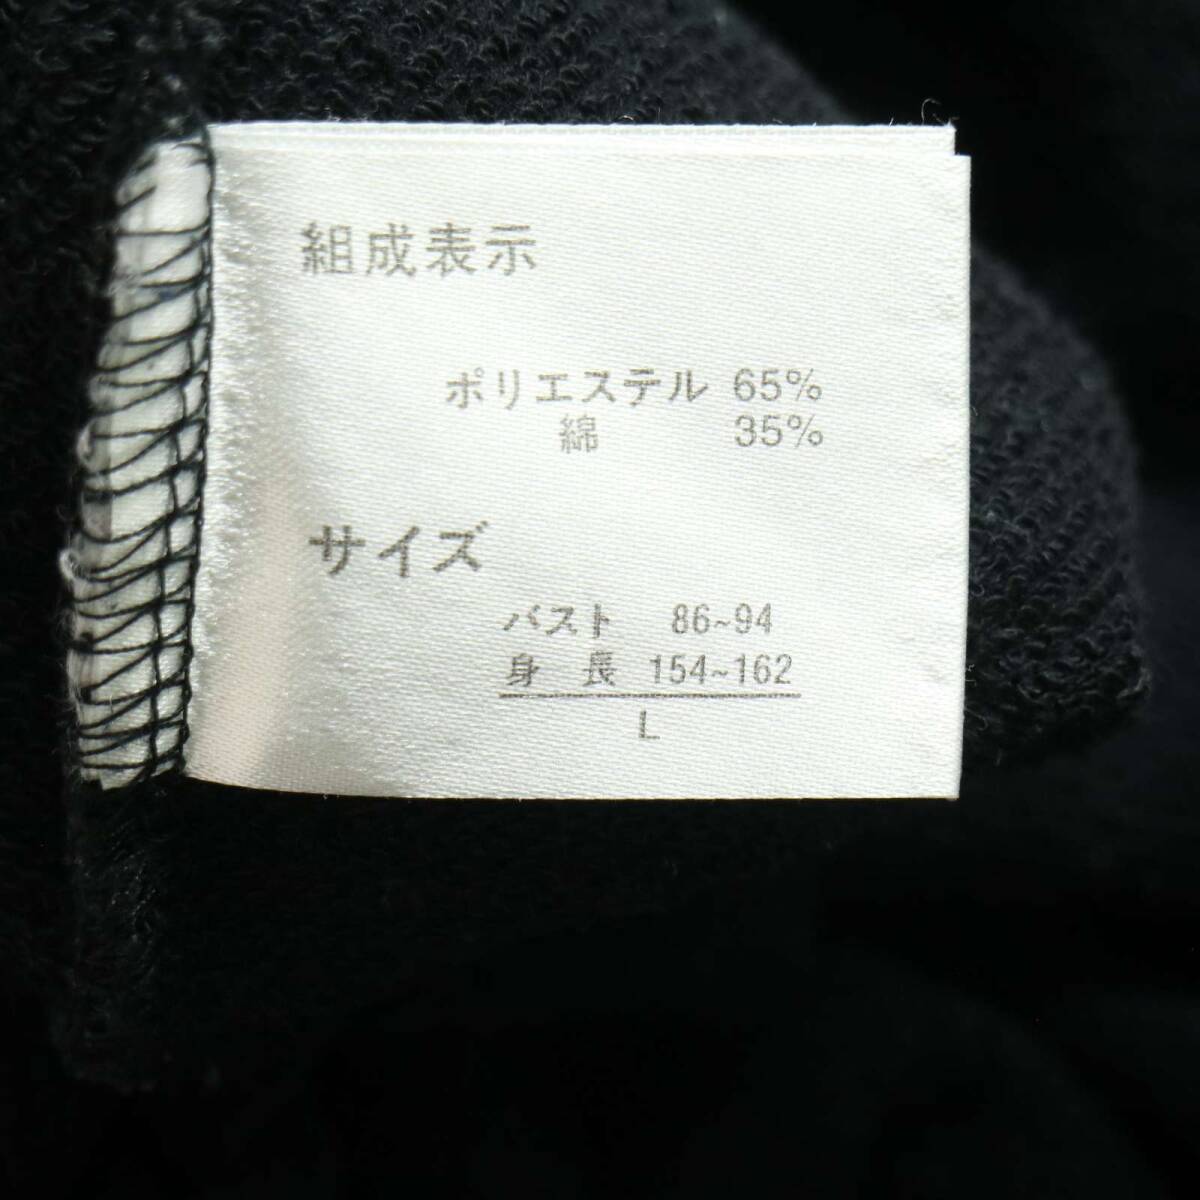 組成表示
ポリエステル 65%
綿 35%
サイズ
バスト 86~94
身長 154~162
L